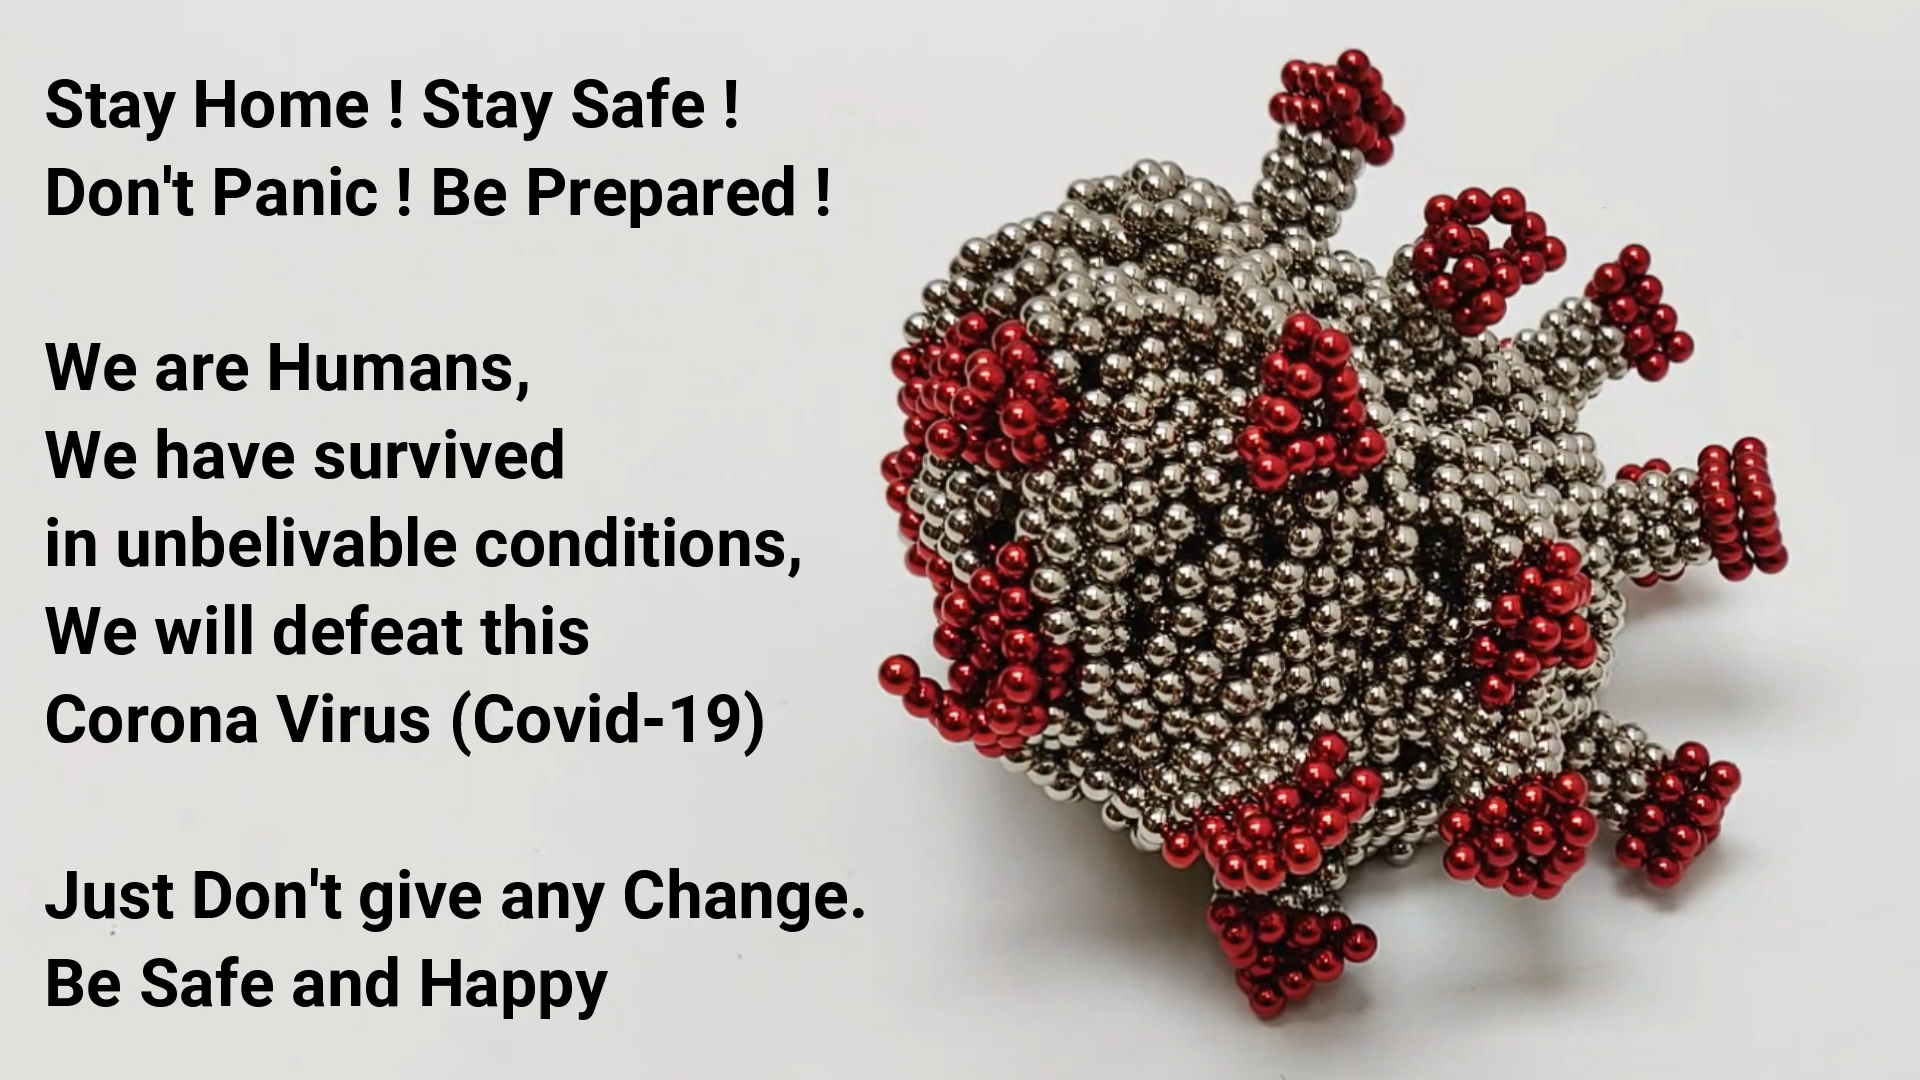 Stay Home ! Stay Safe !
Don't Panic ! Be Prepared !
We are Humans,
We have survived
in unbelivable conditions,
We will defeat this
Corona Virus (Covid-19)
Just Don't give any Change.
Be Safe and Happy